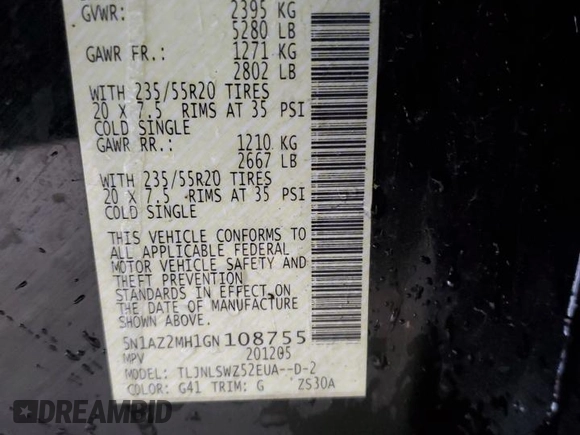 GVWR: 2395 KG
5280 LB
GAWR FR.: 1271 KG
2802 LB
WITH 235/55R20 TIRES
20 X 7.5 RIMS AT 35 PSI
COLD SINGLE
GAWR RR.: 1210 KG
2667 LB
WITH 235/55R20 TIRES
20 X 7.5 RIMS AT 35 PSI
COLD SINGLE
THIS VEHICLE CONFORMS TO
ALL APPLICABLE FEDERAL
MOTOR VEHICLE SAFETY AND
THEFT PREVENTION
STANDARDS IN EFFECT ON
THE DATE OF MANUFACTURE
SHOWN ABOVE.
5N1AZ2MH1GN108755
MPV 201205
MODEL: TLJNLSWZ52EUA--D-2
COLOR: G41 TRIM: G ZS30A
DREAMBID